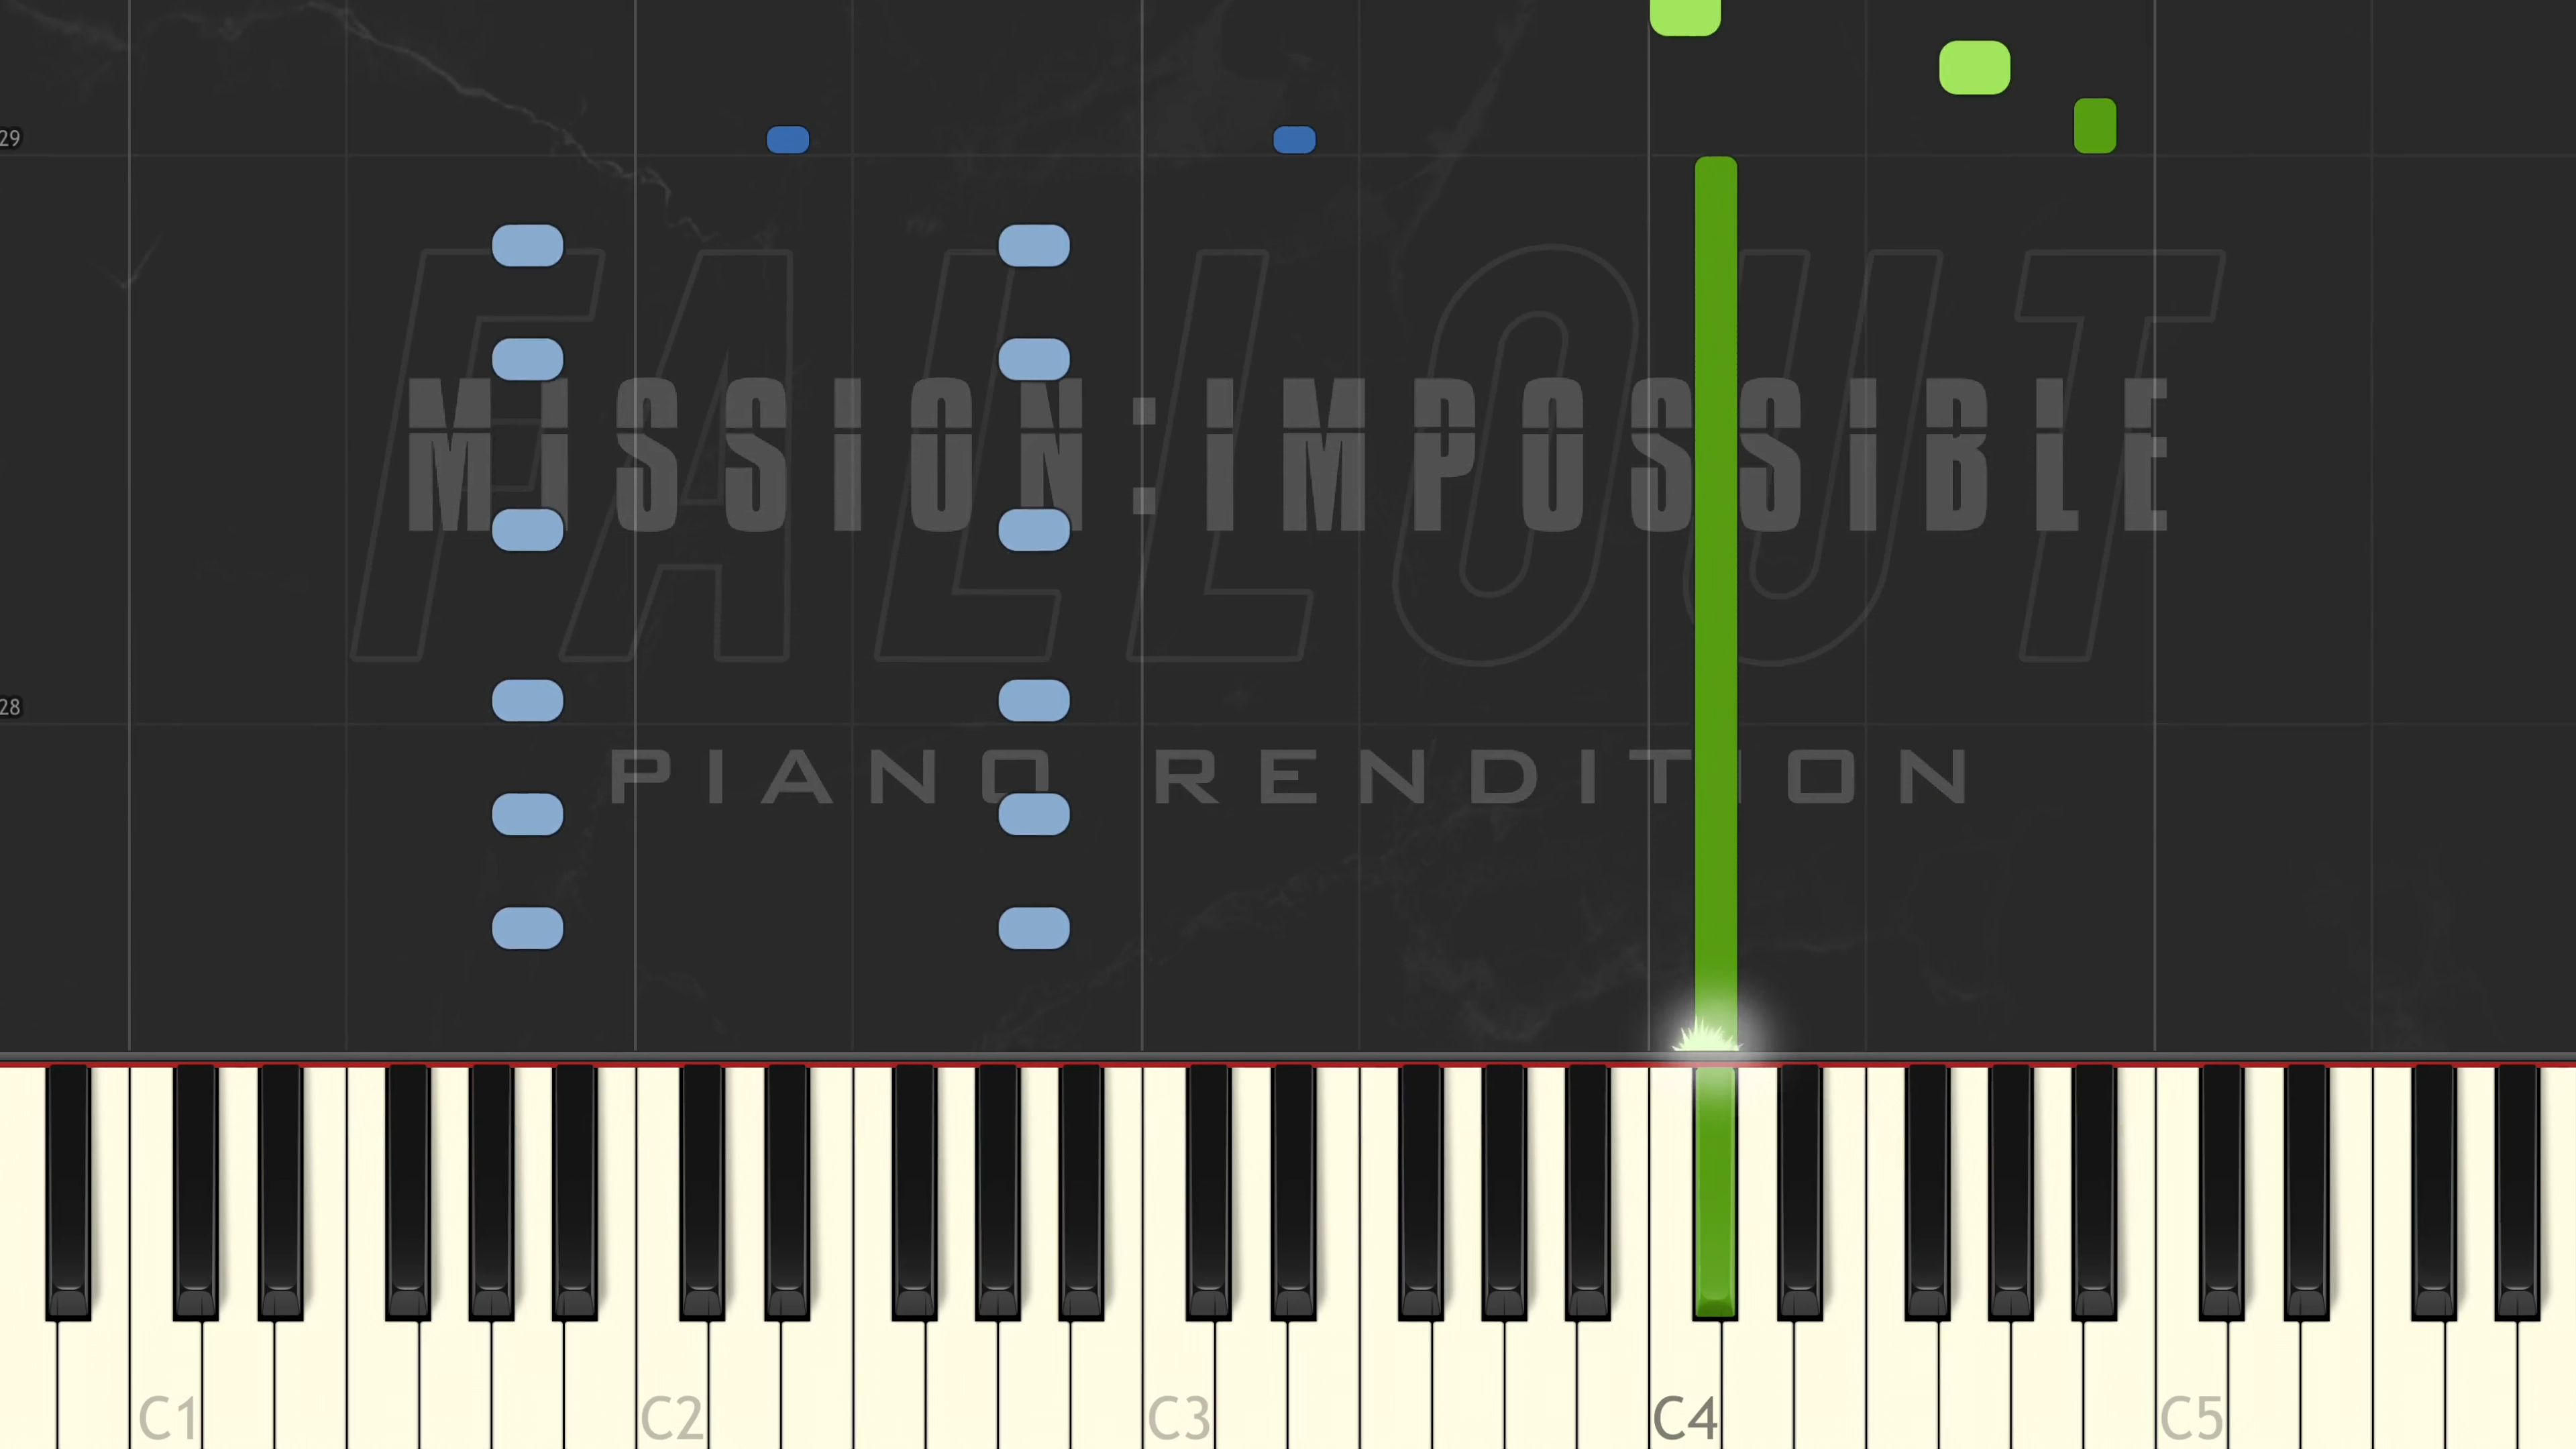 29
FALLOUT
MISSION:IMPOSSIBLE
28
PIANO RENDITION
C1 C2 C3 C4 C5